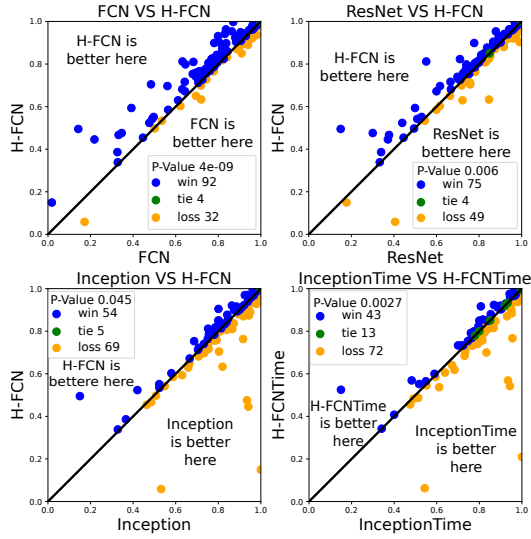 FCN VS H-FCN
H-FCN is
better here
FCN is
better here
P-Value 4e-09
win 92
tie 4
loss 32
H-FCN
1.0
0.8
0.6
0.4
0.2
0.0
0.0 0.2 0.4 0.6 0.8 1.0
FCN
ResNet VS H-FCN
H-FCN is
bettere here
ResNet is
bettere here
P-Value 0.006
win 75
tie 4
loss 49
H-FCN
1.0
0.8
0.6
0.4
0.2
0.0
0.0 0.2 0.4 0.6 0.8 1.0
ResNet
Inception VS H-FCN
P-Value 0.045
win 54
tie 5
loss 69
H-FCN is
bettere here
Inception
is better
here
H-FCN
1.0
0.8
0.6
0.4
0.2
0.0
0.0 0.2 0.4 0.6 0.8 1.0
Inception
InceptionTime VS H-FCNTime
P-Value 0.0027
win 43
tie 13
loss 72
H-FCNTime
is better
here
InceptionTime
is better
here
H-FCNTime
1.0
0.8
0.6
0.4
0.2
0.0
0.0 0.2 0.4 0.6 0.8 1.0
InceptionTime